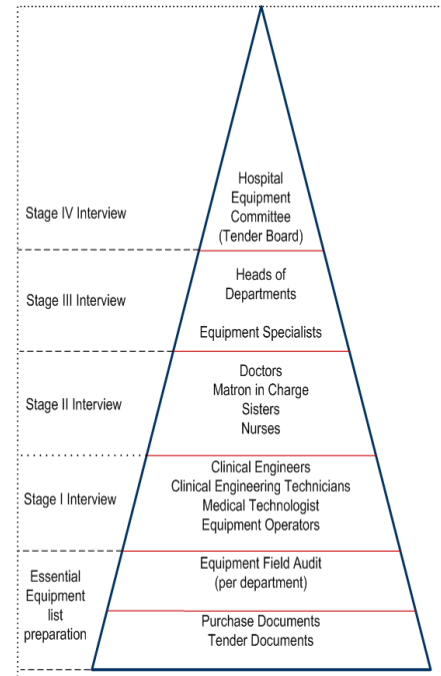 Hospital
Equipment
Committee
(Tender Board)
Stage IV Interview
Heads of
Departments
Stage III Interview
Equipment Specialists
Doctors
Matron in Charge
Stage II Interview
Sisters
Nurses
Clinical Engineers
Clinical Engineering Technicians
Stage I Interview
Medical Technologist
Equipment Operators
Equipment Field Audit
(per department)
Essential
Equipment
list
preparation
Purchase Documents
Tender Documents